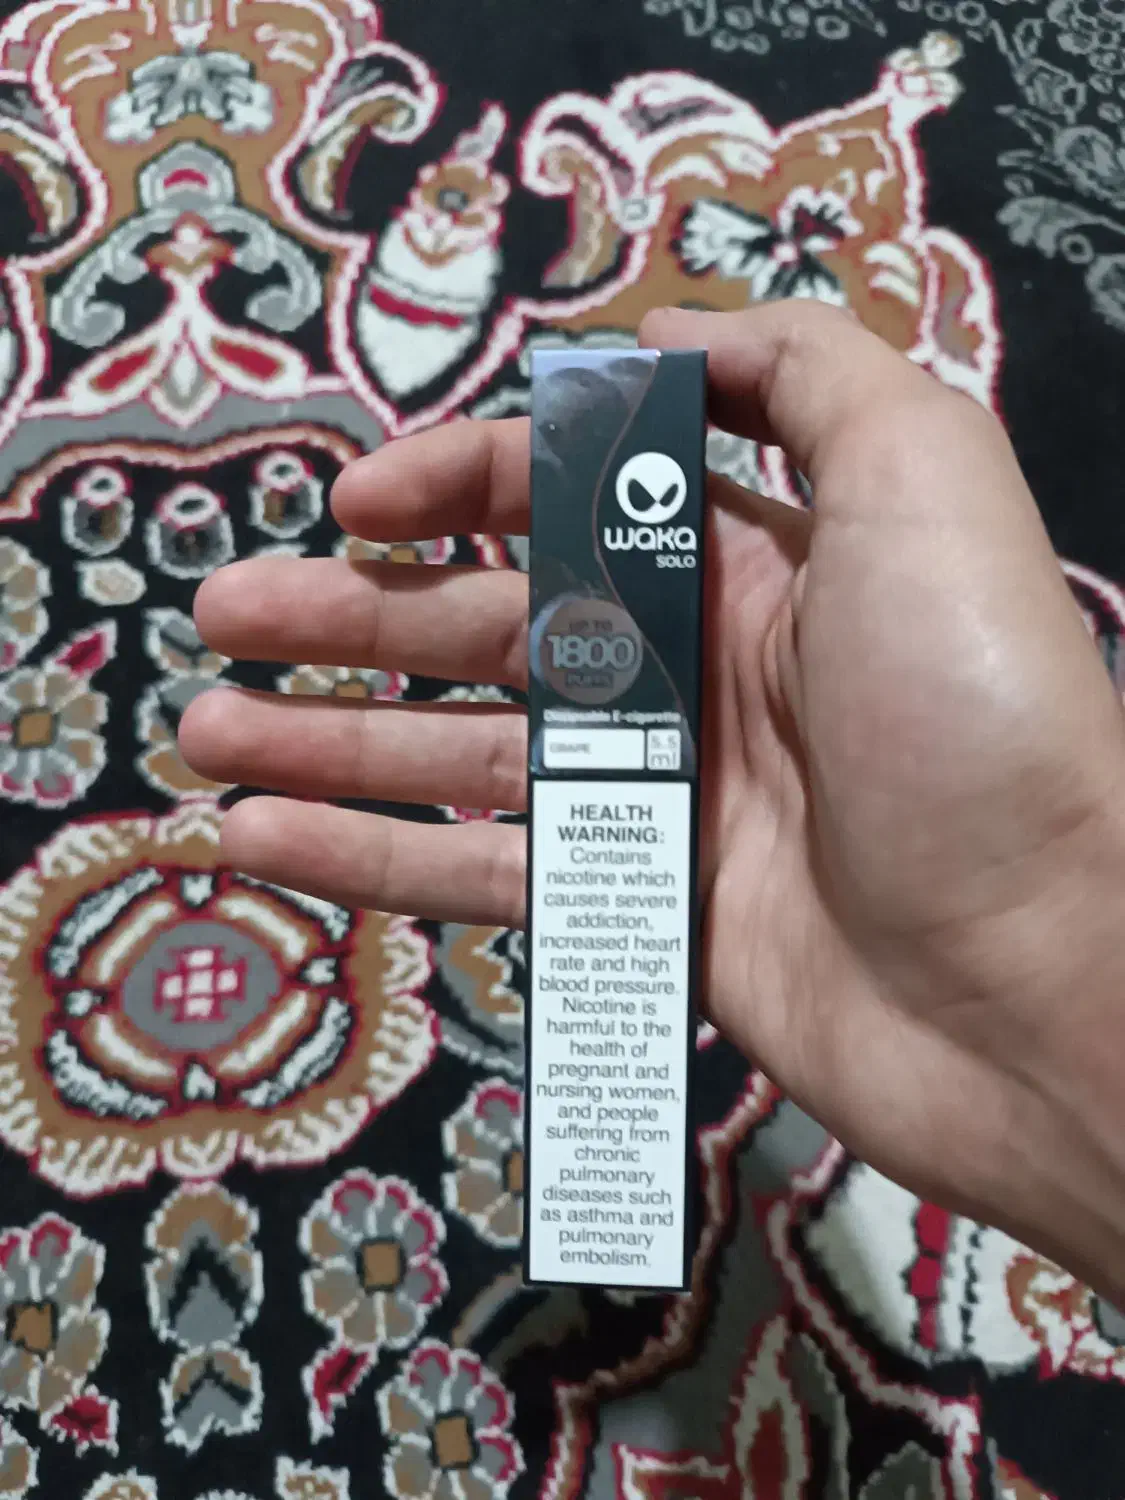 waka
SOLO
UP TO
1800
PUFFS
Disposable E-cigarette
GRAPE
5.5
ml
HEALTH
WARNING:
Contains
nicotine which
causes severe
addiction,
increased heart
rate and high
blood pressure.
Nicotine is
harmful to the
health of
pregnant and
nursing women,
and people
suffering from
chronic
pulmonary
diseases such
as asthma and
pulmonary
embolism.